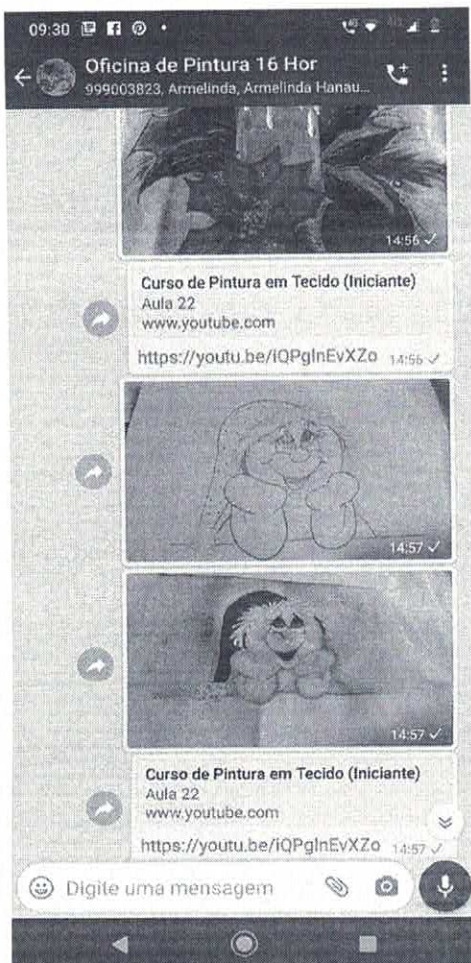 09:30
Oficina de Pintura 16 Hor
999003823, Armelinda, Armelinda Hanau...
14:56
Curso de Pintura em Tecido (Iniciante)
Aula 22
www.youtube.com
https://youtu.be/iQPgInEvXZo 14:56
14:57
14:57
Curso de Pintura em Tecido (Iniciante)
Aula 22
www.youtube.com
https://youtu.be/iQPgInEvXZo 14:57
Digite uma mensagem